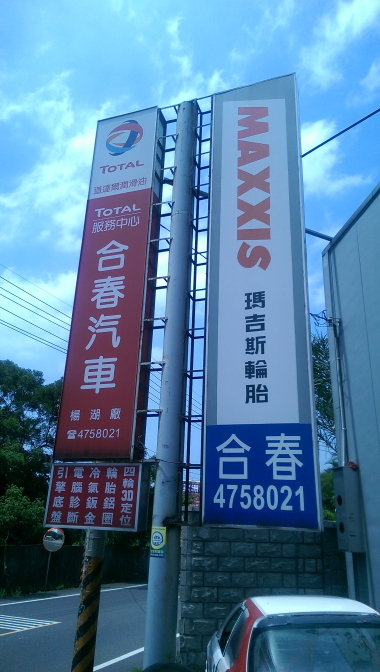 TOTAL
道達爾潤滑油
TOTAL
服務中心
合春汽車
楊湖廠
☎4758021
四輪3D定位
輪胎鋁圈
冷氣鈑金
電腦診斷
引擎底盤
MAXXIS
瑪吉斯輪胎
合春
4758021